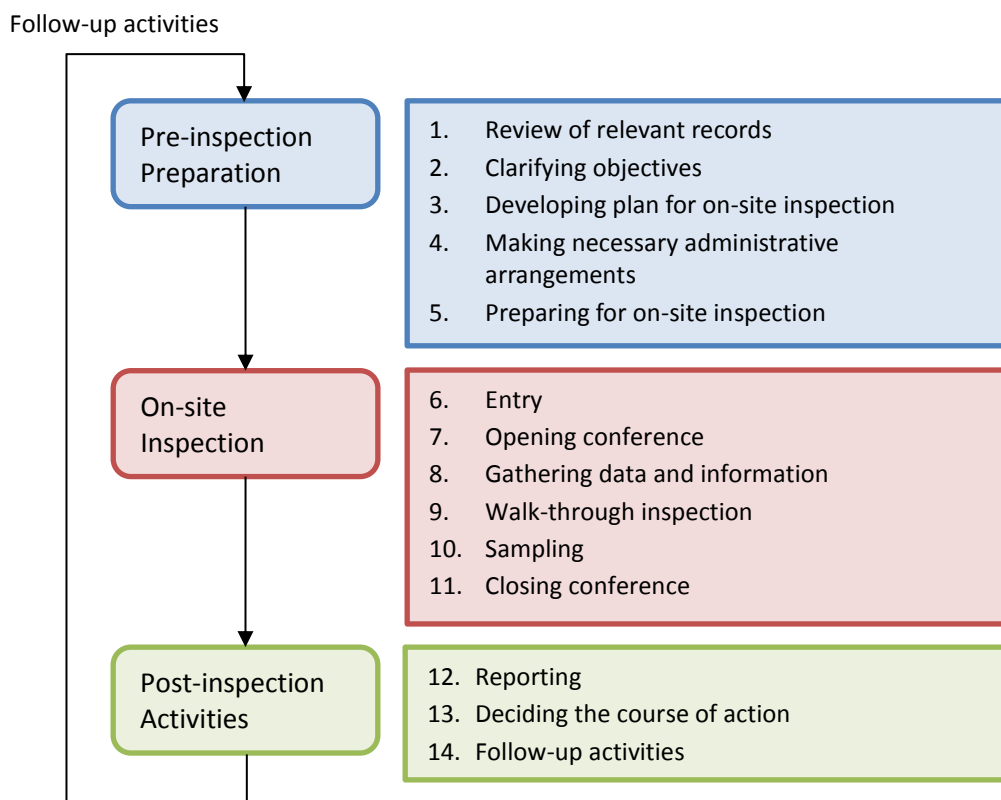 Follow-up activities
Pre-inspection
Preparation
1. Review of relevant records
2. Clarifying objectives
3. Developing plan for on-site inspection
4. Making necessary administrative
arrangements
5. Preparing for on-site inspection
On-site
Inspection
6. Entry
7. Opening conference
8. Gathering data and information
9. Walk-through inspection
10. Sampling
11. Closing conference
Post-inspection
Activities
12. Reporting
13. Deciding the course of action
14. Follow-up activities